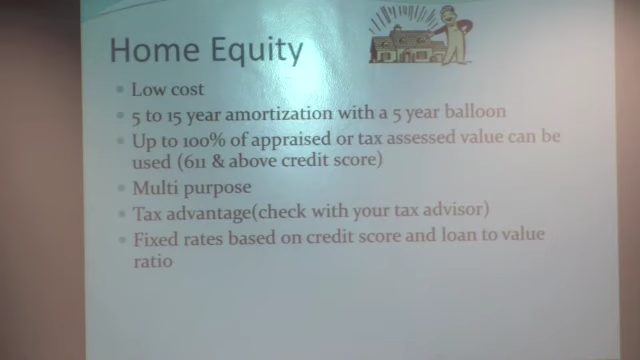 Home Equity
Low cost
5 to 15 year amortization with a 5 year balloon
Up to 100% of appraised or tax assessed value can be
used (611 & above credit score)
Multi purpose
Tax advantage(check with your tax advisor)
Fixed rates based on credit score and loan to value
ratio